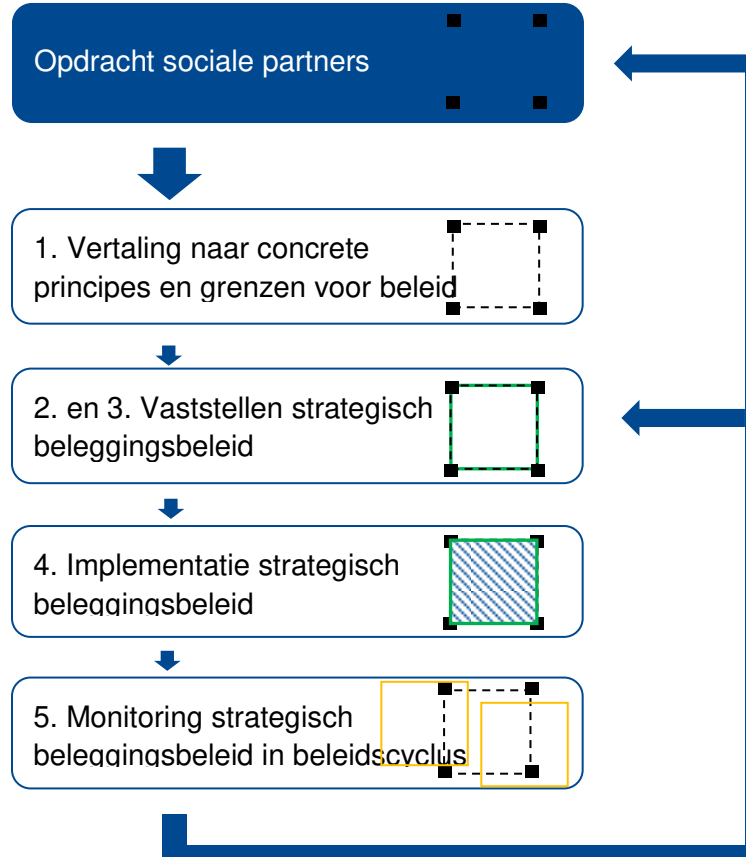 Opdracht sociale partners
1. Vertaling naar concrete
principes en grenzen voor beleid
2. en 3. Vaststellen strategisch
beleggingsbeleid
4. Implementatie strategisch
beleggingsbeleid
5. Monitoring strategisch
beleggingsbeleid in beleidscyclus